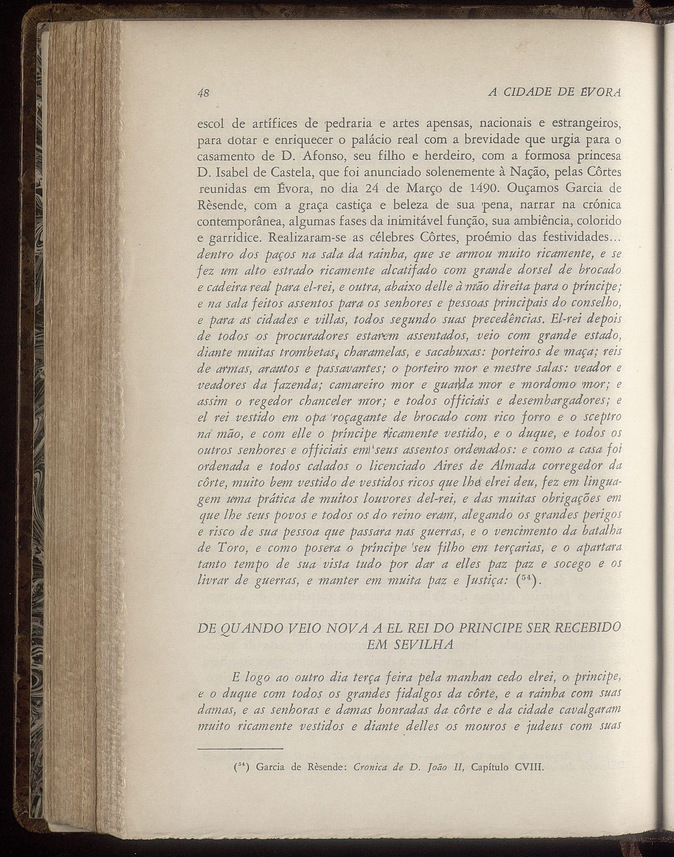 48 A CIDADE DE ÉVORA
escol de artífices de pedraria e artes apensas, nacionais e estrangeiros,
para dotar e enriquecer o palácio real com a brevidade que urgia para o
casamento de D. Afonso, seu filho e herdeiro, com a formosa princesa
D. Isabel de Castela, que foi anunciado solenemente à Nação, pelas Côrtes
reunidas em Évora, no dia 24 de Março de 1490. Ouçamos Garcia de
Rèsende, com a graça castiça e beleza de sua pena, narrar na crónica
contemporânea, algumas fases da inimitável função, sua ambiência, colorido
e garridice. Realizaram-se as célebres Côrtes, proémio das festividades...
dentro dos paços na sala da rainha, que se armou muito ricamente, e se
fez um alto estrado ricamente alcatifado com grande dorsel de brocado
e cadeira real para el-rei, e outra, abaixo delle à mão direita para o príncipe;
e na sala feitos assentos para os senhores e pessoas principais do conselho,
e para as cidades e villas, todos segundo suas precedências. El-rei depois
de todos os procuradores estarem assentados, veio com grande estado,
diante muitas trombetas, charamelas, e sacabuxas: porteiros de maça; reis
de armas, arautos e passavantes; o porteiro mor e mestre salas: veador e
veadores da fazenda; camareiro mor e guarda mor e mordomo mor; e
assim o regedor chanceler mor; e todos officiais e desembargadores; e
el rei vestido em opa roçagante de brocado com rico forro e o sceptro
na mão, e com elle o príncipe ricamente vestido, e o duque, e todos os
outros senhores e officiais em seus assentos ordenados: e como a casa foi
ordenada e todos calados o licenciado Aires de Almada corregedor da
côrte, muito bem vestido de vestidos ricos que lhe elrei deu, fez em lingua-
gem uma prática de muitos louvores del-rei, e das muitas obrigações em
que lhe seus povos e todos os do reino eram, alegando os grandes perigos
e risco de sua pessoa que passara nas guerras, e o vencimento da batalha
de Toro, e como posera o príncipe seu filho em terçarias, e o apartara
tanto tempo de sua vista tudo por dar a elles paz paz e socego e os
livrar de guerras, e manter em muita paz e Justiça: (⁵⁴).
DE QUANDO VEIO NOVA A EL REI DO PRINCIPE SER RECEBIDO
EM SEVILHA
E logo ao outro dia terça feira pela manhan cedo elrei, o principe,
e o duque com todos os grandes fidalgos da côrte, e a rainha com suas
damas, e as senhoras e damas honradas da côrte e da cidade cavalgaram
muito ricamente vestidos e diante delles os mouros e judeus com suas
(⁵⁴) Garcia de Rèsende: Cronica de D. João II, Capítulo CVIII.